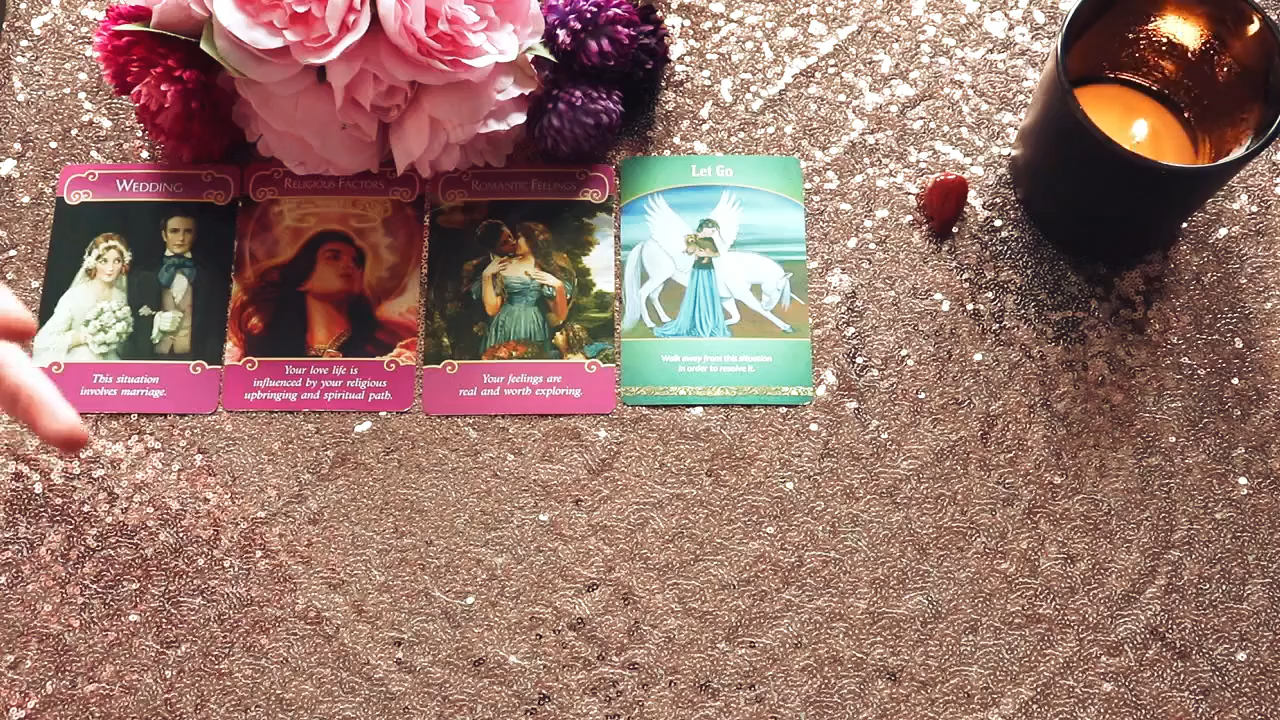 WEDDING
This situation
involves marriage.
RELIGIOUS FACTORS
Your love life is
influenced by your religious
upbringing and spiritual path.
ROMANTIC FEELINGS
Your feelings are
real and worth exploring.
Let Go
Walk away from this situation
in order to resolve it.